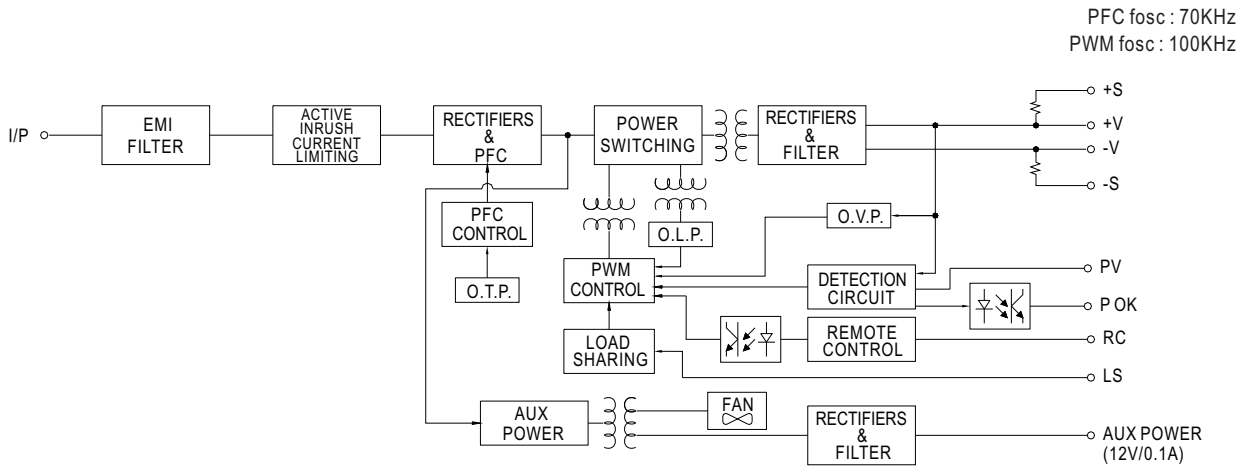 PFC fosc : 70KHz
PWM fosc : 100KHz
I/P
EMI
FILTER
ACTIVE
INRUSH
CURRENT
LIMITING
RECTIFIERS
&
PFC
POWER
SWITCHING
RECTIFIERS
&
FILTER
+S
+V
-V
-S
PFC
CONTROL
O.L.P.
O.V.P.
O.T.P.
PWM
CONTROL
DETECTION
CIRCUIT
PV
P OK
LOAD
SHARING
REMOTE
CONTROL
RC
LS
AUX
POWER
FAN
RECTIFIERS
&
FILTER
AUX POWER
(12V/0.1A)